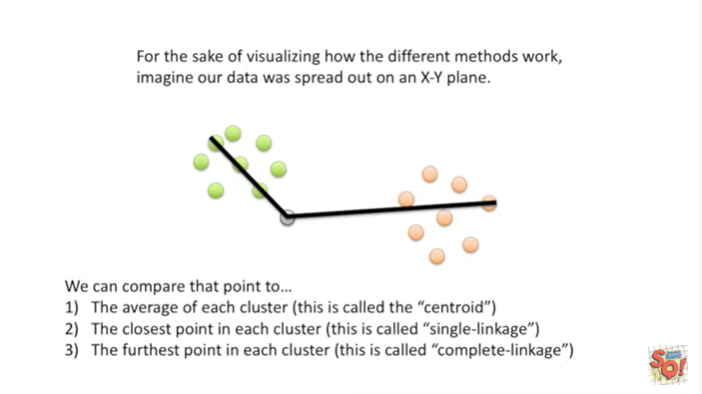 For the sake of visualizing how the different methods work,
imagine our data was spread out on an X-Y plane.
We can compare that point to...
1) The average of each cluster (this is called the “centroid”)
2) The closest point in each cluster (this is called “single-linkage”)
3) The furthest point in each cluster (this is called “complete-linkage”)
SQ!